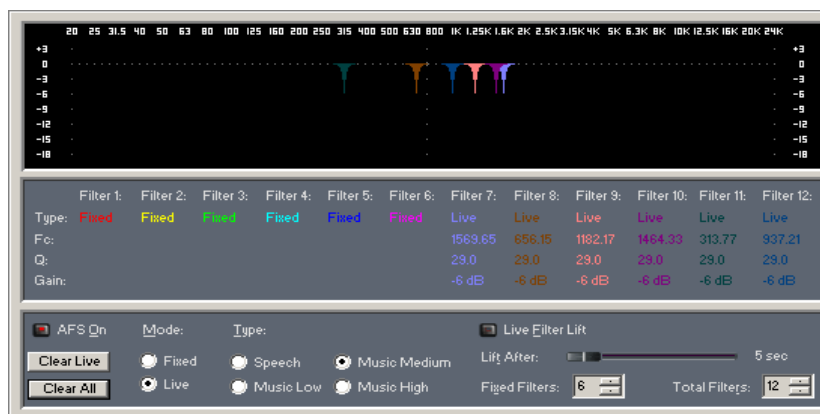 20 25 31.5 40 50 63 80 100 125 160 200 250 315 400 500 630 800 1K 1.25K 1.6K 2K 2.5K 3.15K 4K 5K 6.3K 8K 10K 12.5K 16K 20K 24K
+3 +3
0 0
-3 -3
-6 -6
-9 -9
-12 -12
-15 -15
-18 -18
Filter 1: Filter 2: Filter 3: Filter 4: Filter 5: Filter 6: Filter 7: Filter 8: Filter 9: Filter 10: Filter 11: Filter 12:
Type: Fixed Fixed Fixed Fixed Fixed Fixed Live Live Live Live Live Live
Fc: 1569.65 656.15 1182.17 1464.33 313.77 937.21
Q: 29.0 29.0 29.0 29.0 29.0 29.0
Gain: -6 dB -6 dB -6 dB -6 dB -6 dB -6 dB
AFS On Mode: Type: Live Filter Lift
Clear Live Fixed Speech Music Medium Lift After: 5 sec
Clear All Live Music Low Music High Fixed Filters: 6 Total Filters: 12